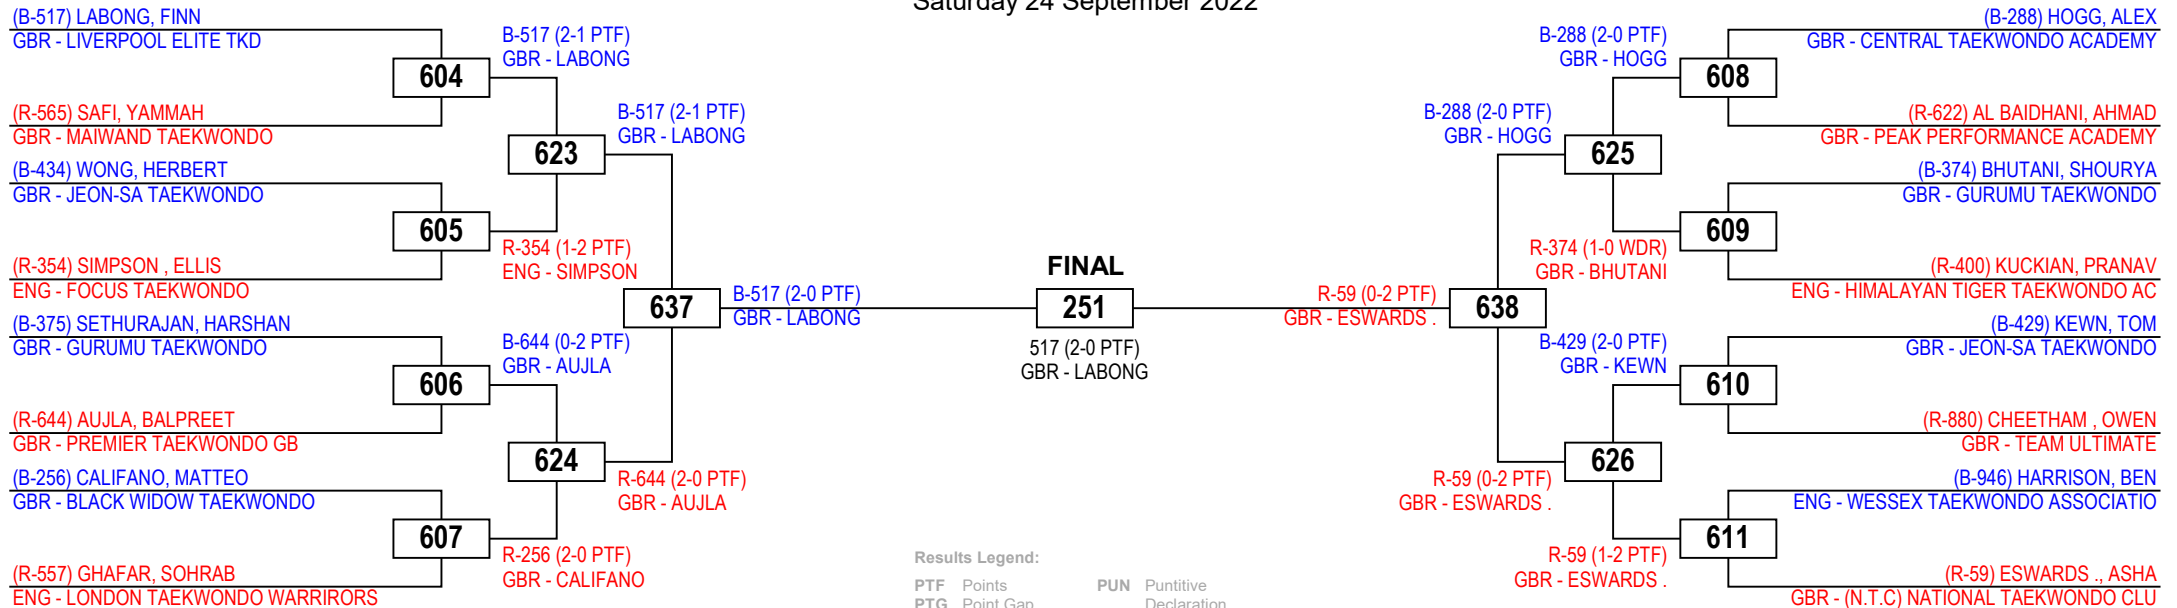 Saturday 24 September 2022
(B-517) LABONG, FINN
GBR - LIVERPOOL ELITE TKD
(R-565) SAFI, YAMMAH
GBR - MAIWAND TAEKWONDO
(B-434) WONG, HERBERT
GBR - JEON-SA TAEKWONDO
(R-354) SIMPSON , ELLIS
ENG - FOCUS TAEKWONDO
(B-375) SETHURAJAN, HARSHAN
GBR - GURUMU TAEKWONDO
(R-644) AUJLA, BALPREET
GBR - PREMIER TAEKWONDO GB
(B-256) CALIFANO, MATTEO
GBR - BLACK WIDOW TAEKWONDO
(R-557) GHAFAR, SOHRAB
ENG - LONDON TAEKWONDO WARRIRORS
604
605
606
607
B-517 (2-1 PTF)
GBR - LABONG
R-354 (1-2 PTF)
ENG - SIMPSON
B-644 (0-2 PTF)
GBR - AUJLA
R-256 (2-0 PTF)
GBR - CALIFANO
623
624
B-517 (2-1 PTF)
GBR - LABONG
R-644 (2-0 PTF)
GBR - AUJLA
637
B-517 (2-0 PTF)
GBR - LABONG
FINAL
251
517 (2-0 PTF)
GBR - LABONG
R-59 (0-2 PTF)
GBR - ESWARDS .
638
B-288 (2-0 PTF)
GBR - HOGG
R-59 (0-2 PTF)
GBR - ESWARDS .
625
626
B-288 (2-0 PTF)
GBR - HOGG
R-374 (1-0 WDR)
GBR - BHUTANI
B-429 (2-0 PTF)
GBR - KEWN
R-59 (1-2 PTF)
GBR - ESWARDS .
608
609
610
611
(B-288) HOGG, ALEX
GBR - CENTRAL TAEKWONDO ACADEMY
(R-622) AL BAIDHANI, AHMAD
GBR - PEAK PERFORMANCE ACADEMY
(B-374) BHUTANI, SHOURYA
GBR - GURUMU TAEKWONDO
(R-400) KUCKIAN, PRANAV
ENG - HIMALAYAN TIGER TAEKWONDO AC
(B-429) KEWN, TOM
GBR - JEON-SA TAEKWONDO
(R-880) CHEETHAM , OWEN
GBR - TEAM ULTIMATE
(B-946) HARRISON, BEN
ENG - WESSEX TAEKWONDO ASSOCIATIO
(R-59) ESWARDS ., ASHA
GBR - (N.T.C) NATIONAL TAEKWONDO CLU
Results Legend:
PTF Points PUN Puntitive
PTG Point Gap Declaration